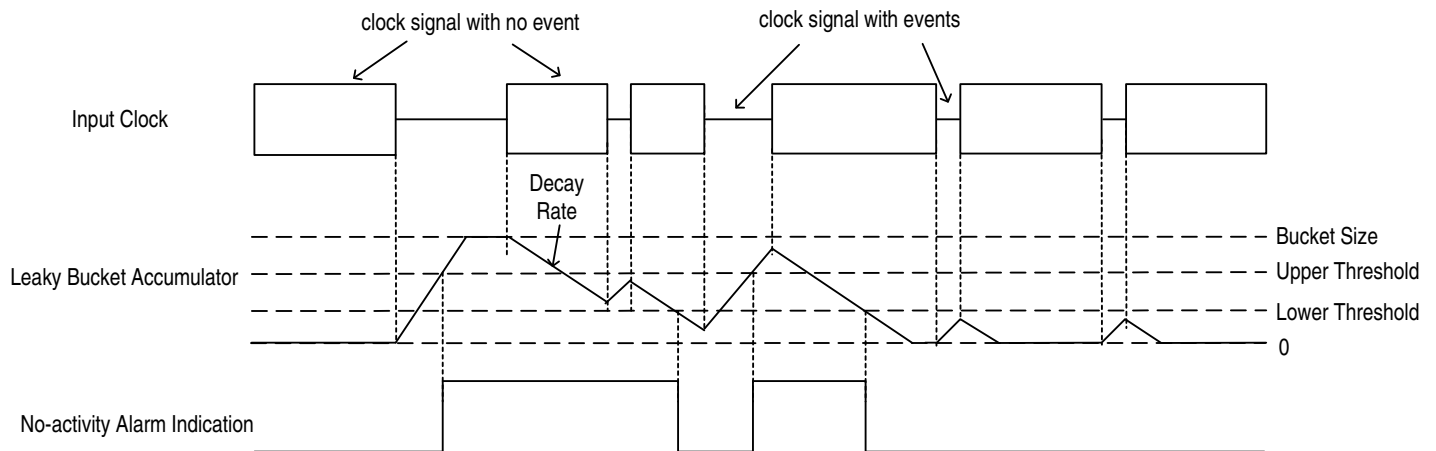 clock signal with no event
clock signal with events
Input Clock
Decay
Rate
Bucket Size
Leaky Bucket Accumulator
Upper Threshold
Lower Threshold
0
No-activity Alarm Indication